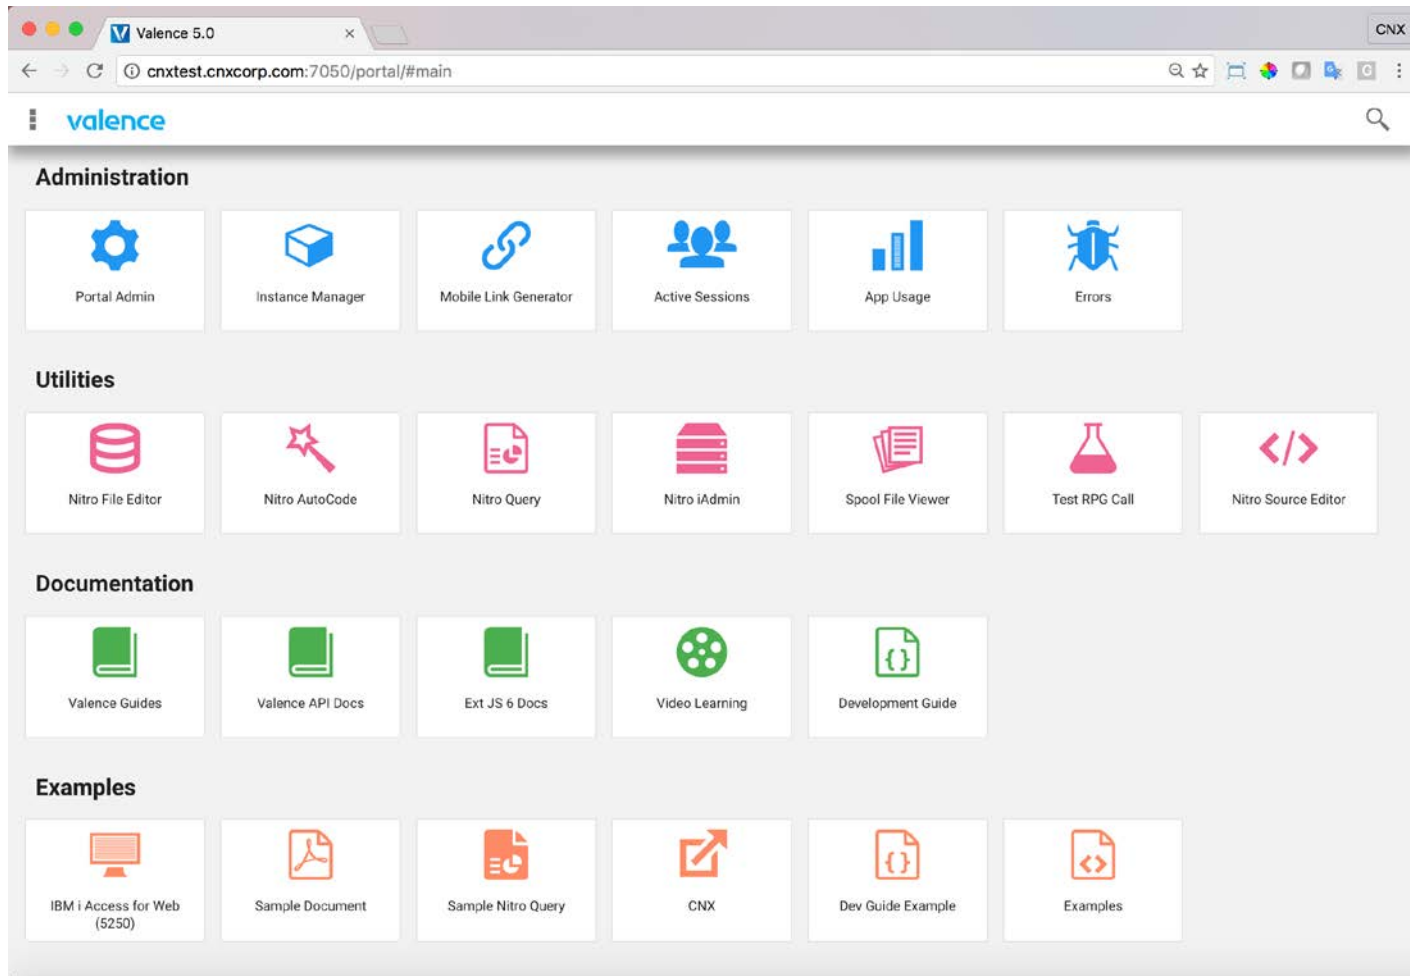 Valence 5.0
CNX
cnxtest.cnxcorp.com:7050/portal/#main
valence
Administration
Portal Admin
Instance Manager
Mobile Link Generator
Active Sessions
App Usage
Errors
Utilities
Nitro File Editor
Nitro AutoCode
Nitro Query
Nitro iAdmin
Spool File Viewer
Test RPG Call
Nitro Source Editor
Documentation
Valence Guides
Valence API Docs
Ext JS 6 Docs
Video Learning
Development Guide
Examples
IBM i Access for Web
(5250)
Sample Document
Sample Nitro Query
CNX
Dev Guide Example
Examples